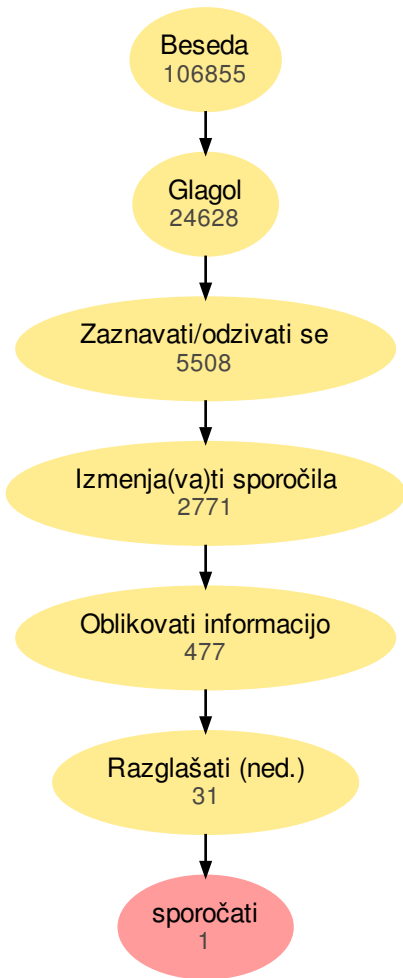 Beseda
106855
Glagol
24628
Zaznavati/odzivati se
5508
Izmenja(va)ti sporočila
2771
Oblikovati informacijo
477
Razglašati (ned.)
31
sporočati
1